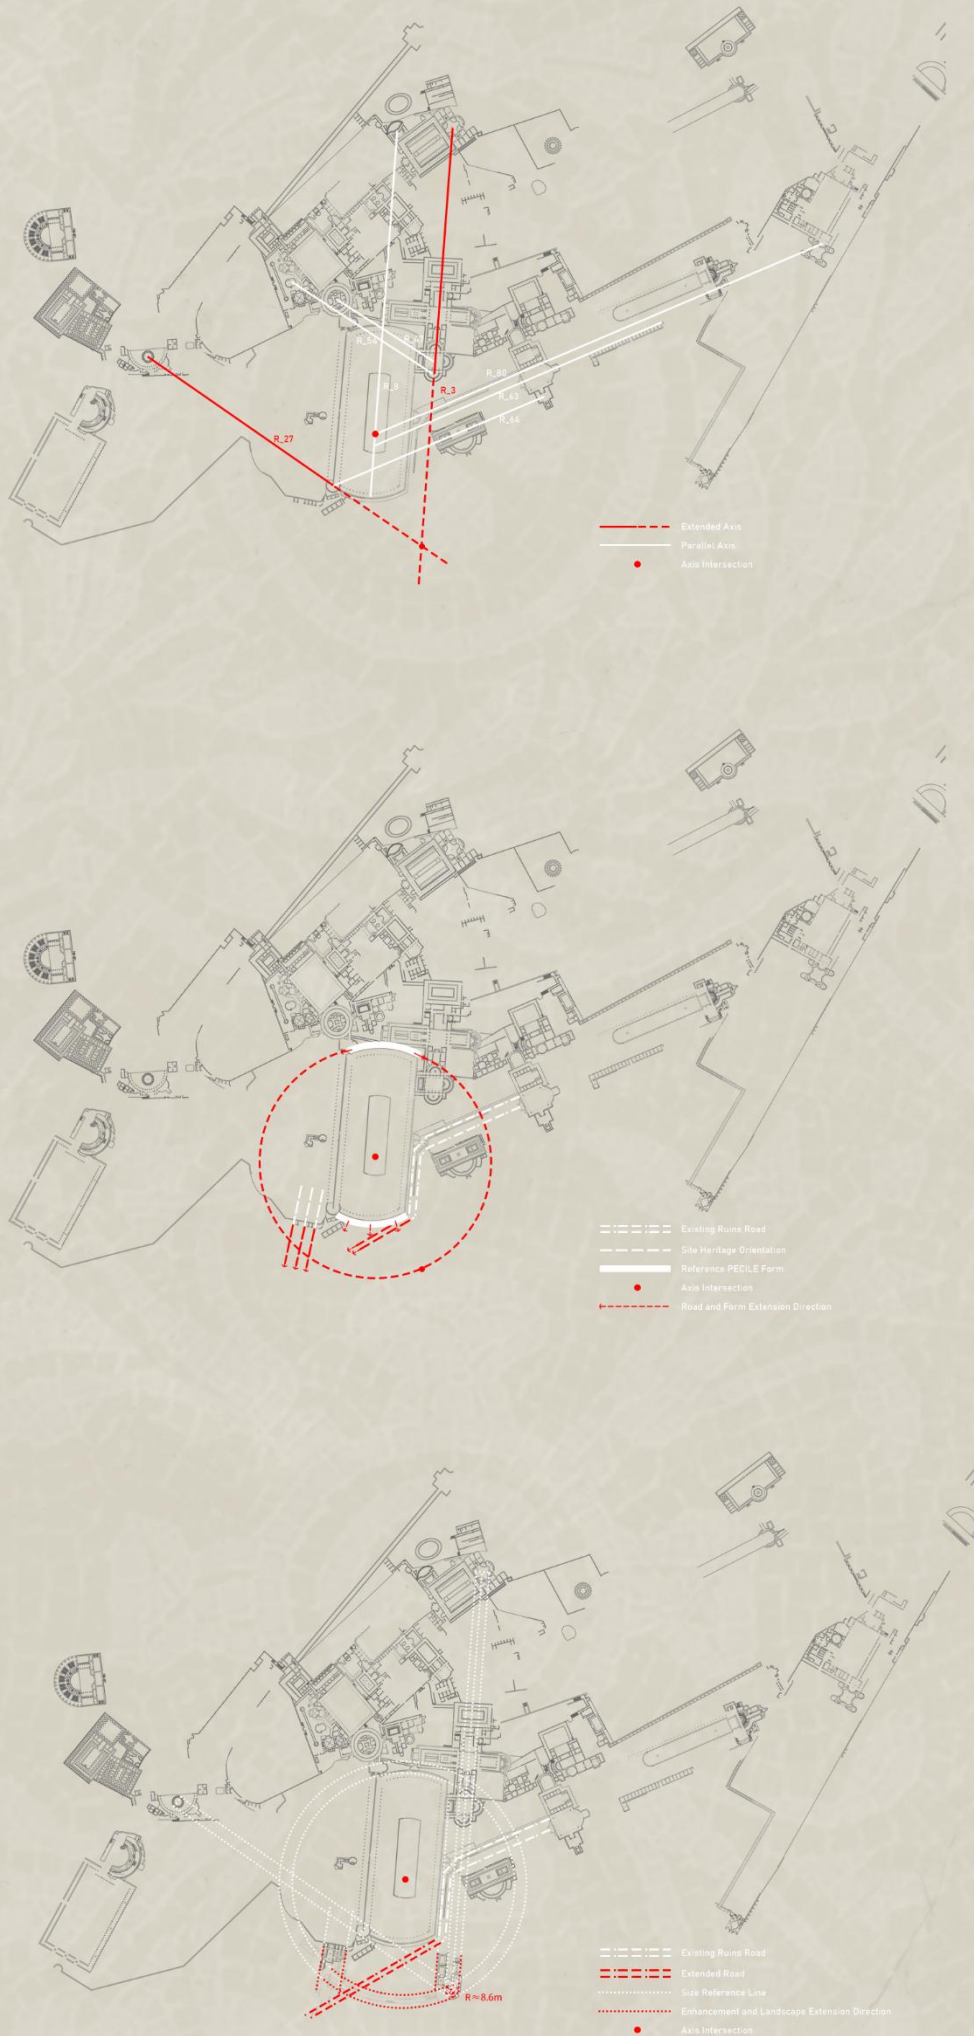 R_54
R_9
R_3
R_80
R_63
R_64
R_27
Extended Axis
Parallel Axis
Axis Intersection
Existing Ruins Road
Site Heritage Orientation
Reference PECILE Form
Axis Intersection
Road and Form Extension Direction
R≈8.6m
Existing Ruins Road
Extended Road
Size Reference Line
Enhancement and Landscape Extension Direction
Axis Intersection